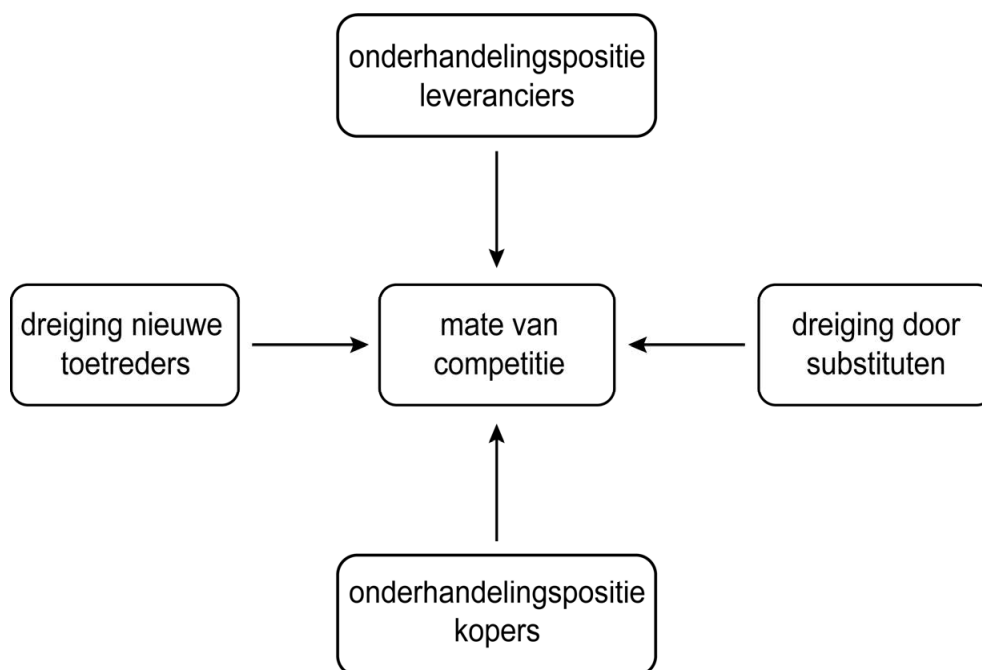 onderhandelingspositie
leveranciers
dreiging nieuwe
toetreders
mate van
competitie
dreiging door
substituten
onderhandelingspositie
kopers